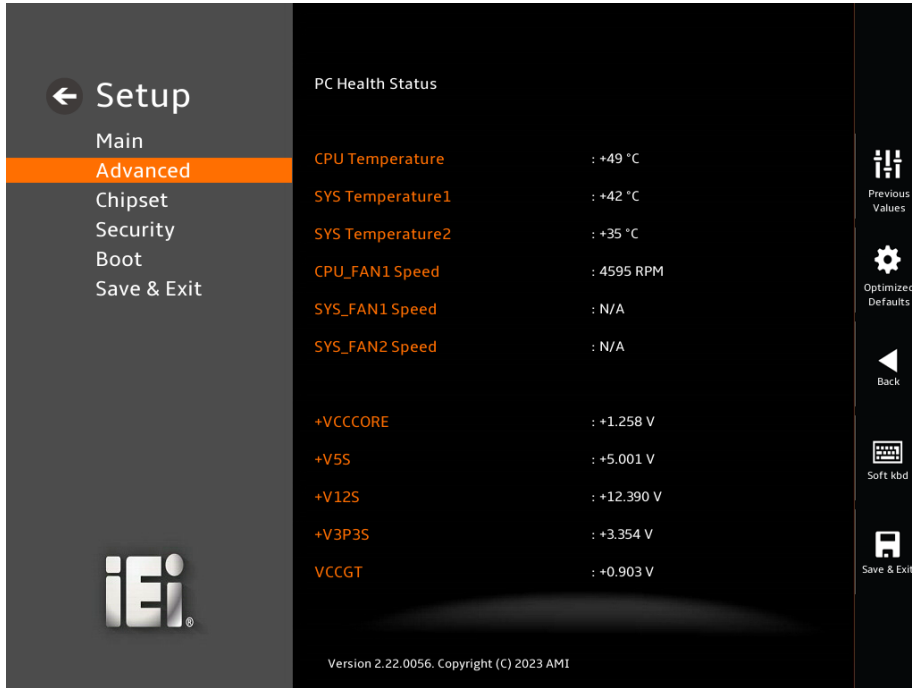 Setup
Main
Advanced
Chipset
Security
Boot
Save & Exit
PC Health Status
CPU Temperature : +49 °C
SYS Temperature1 : +42 °C
SYS Temperature2 : +35 °C
CPU_FAN1 Speed : 4595 RPM
SYS_FAN1 Speed : N/A
SYS_FAN2 Speed : N/A
+VCCCORE : +1.258 V
+V5S : +5.001 V
+V12S : +12.390 V
+V3P3S : +3.354 V
VCCGT : +0.903 V
Previous
Values
Optimized
Defaults
Back
Soft kbd
Save & Exit
iEi®
Version 2.22.0056. Copyright (C) 2023 AMI